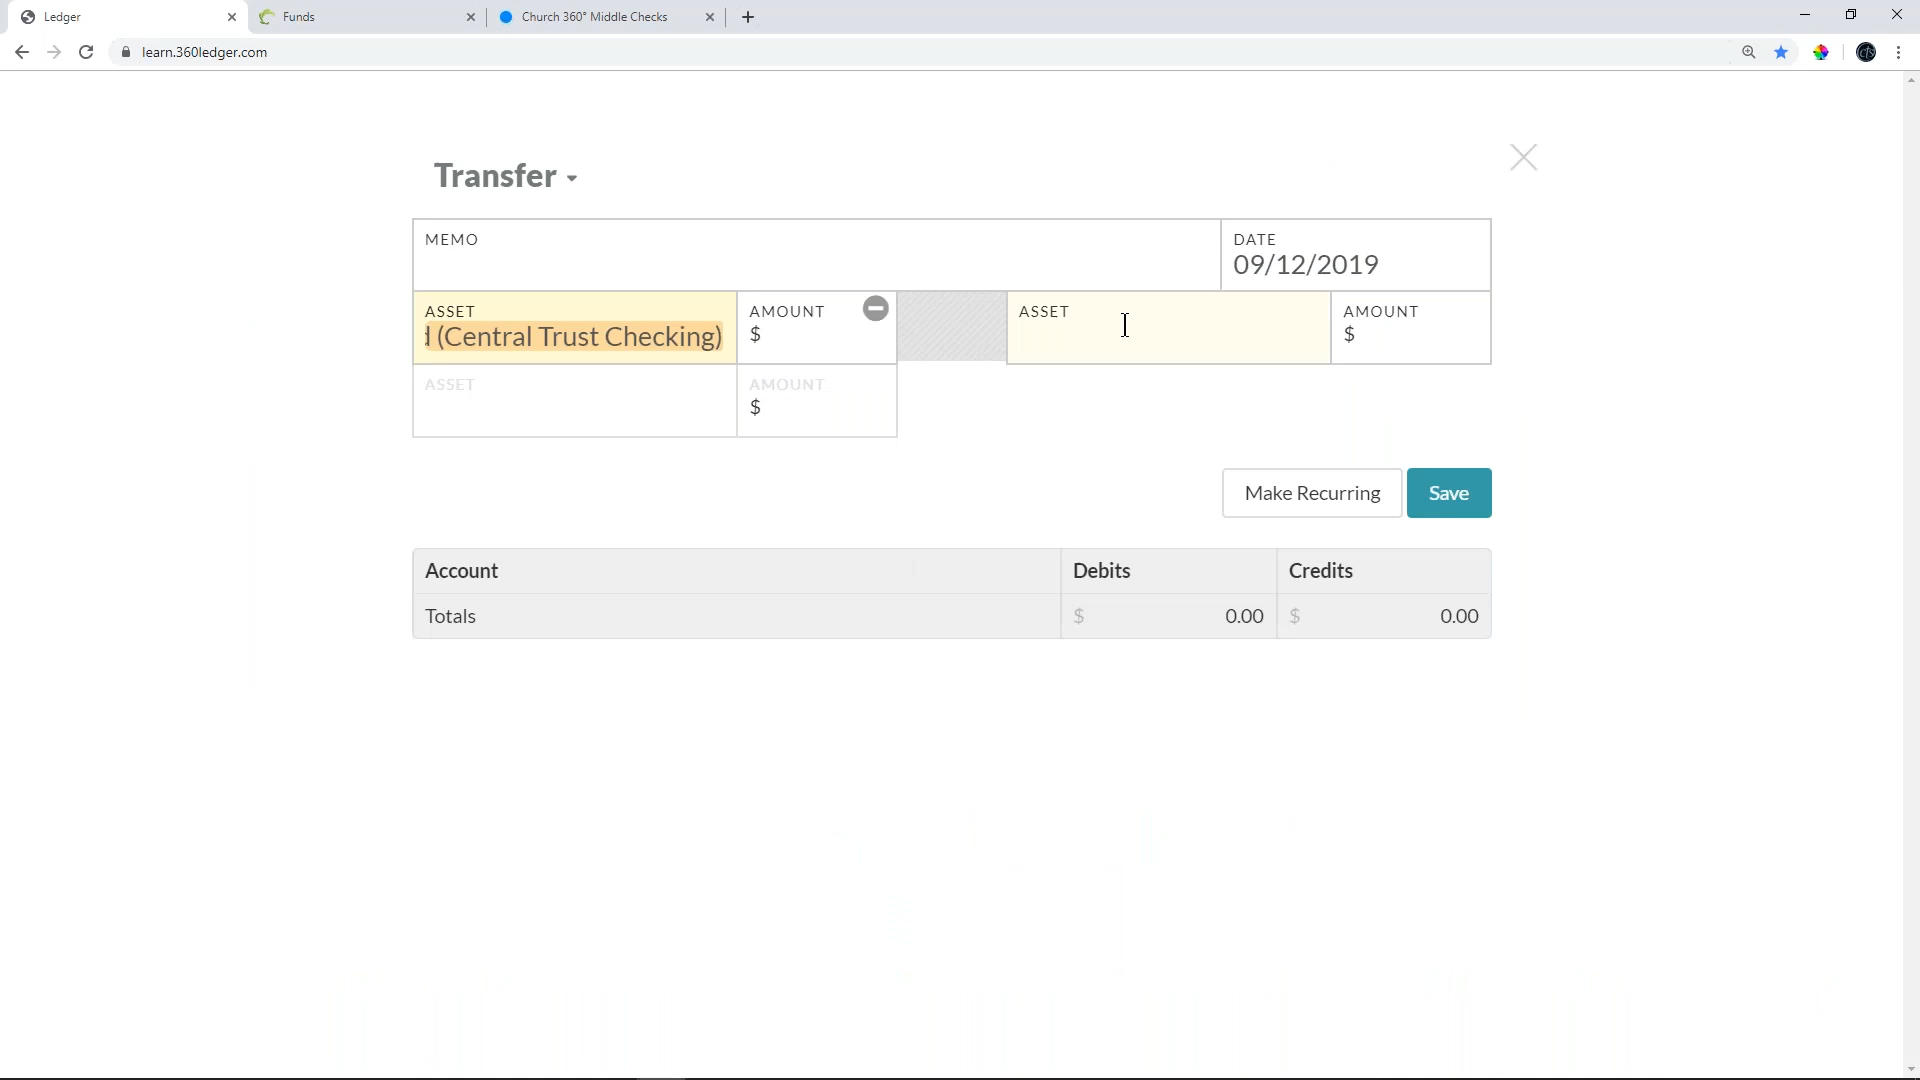 Ledger
Funds
Church 360° Middle Checks
learn.360ledger.com
cts
Transfer
MEMO
DATE
09/12/2019
ASSET
(Central Trust Checking)
AMOUNT
$
ASSET
AMOUNT
$
ASSET
AMOUNT
$
Make Recurring
Save
Account
Debits
Credits
Totals
$ 0.00
$ 0.00